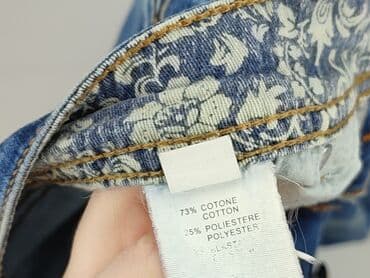 73% COTONE
COTTON
25% POLIESTERE
POLYESTER